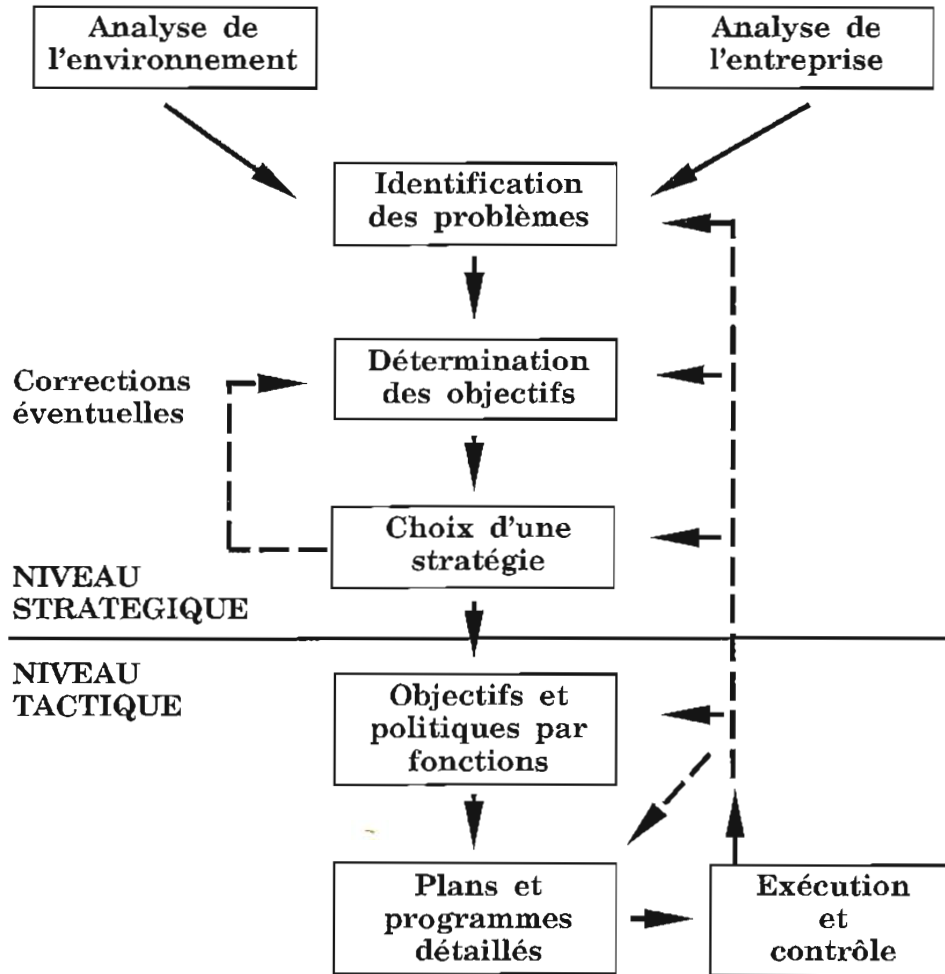 Analyse de
l'environnement
Analyse de
l'entreprise
Identification
des problèmes
Détermination
des objectifs
Corrections
éventuelles
Choix d'une
stratégie
NIVEAU
STRATEGIQUE
NIVEAU
TACTIQUE
Objectifs et
politiques par
fonctions
Plans et
programmes
détaillés
Exécution
et
contrôle